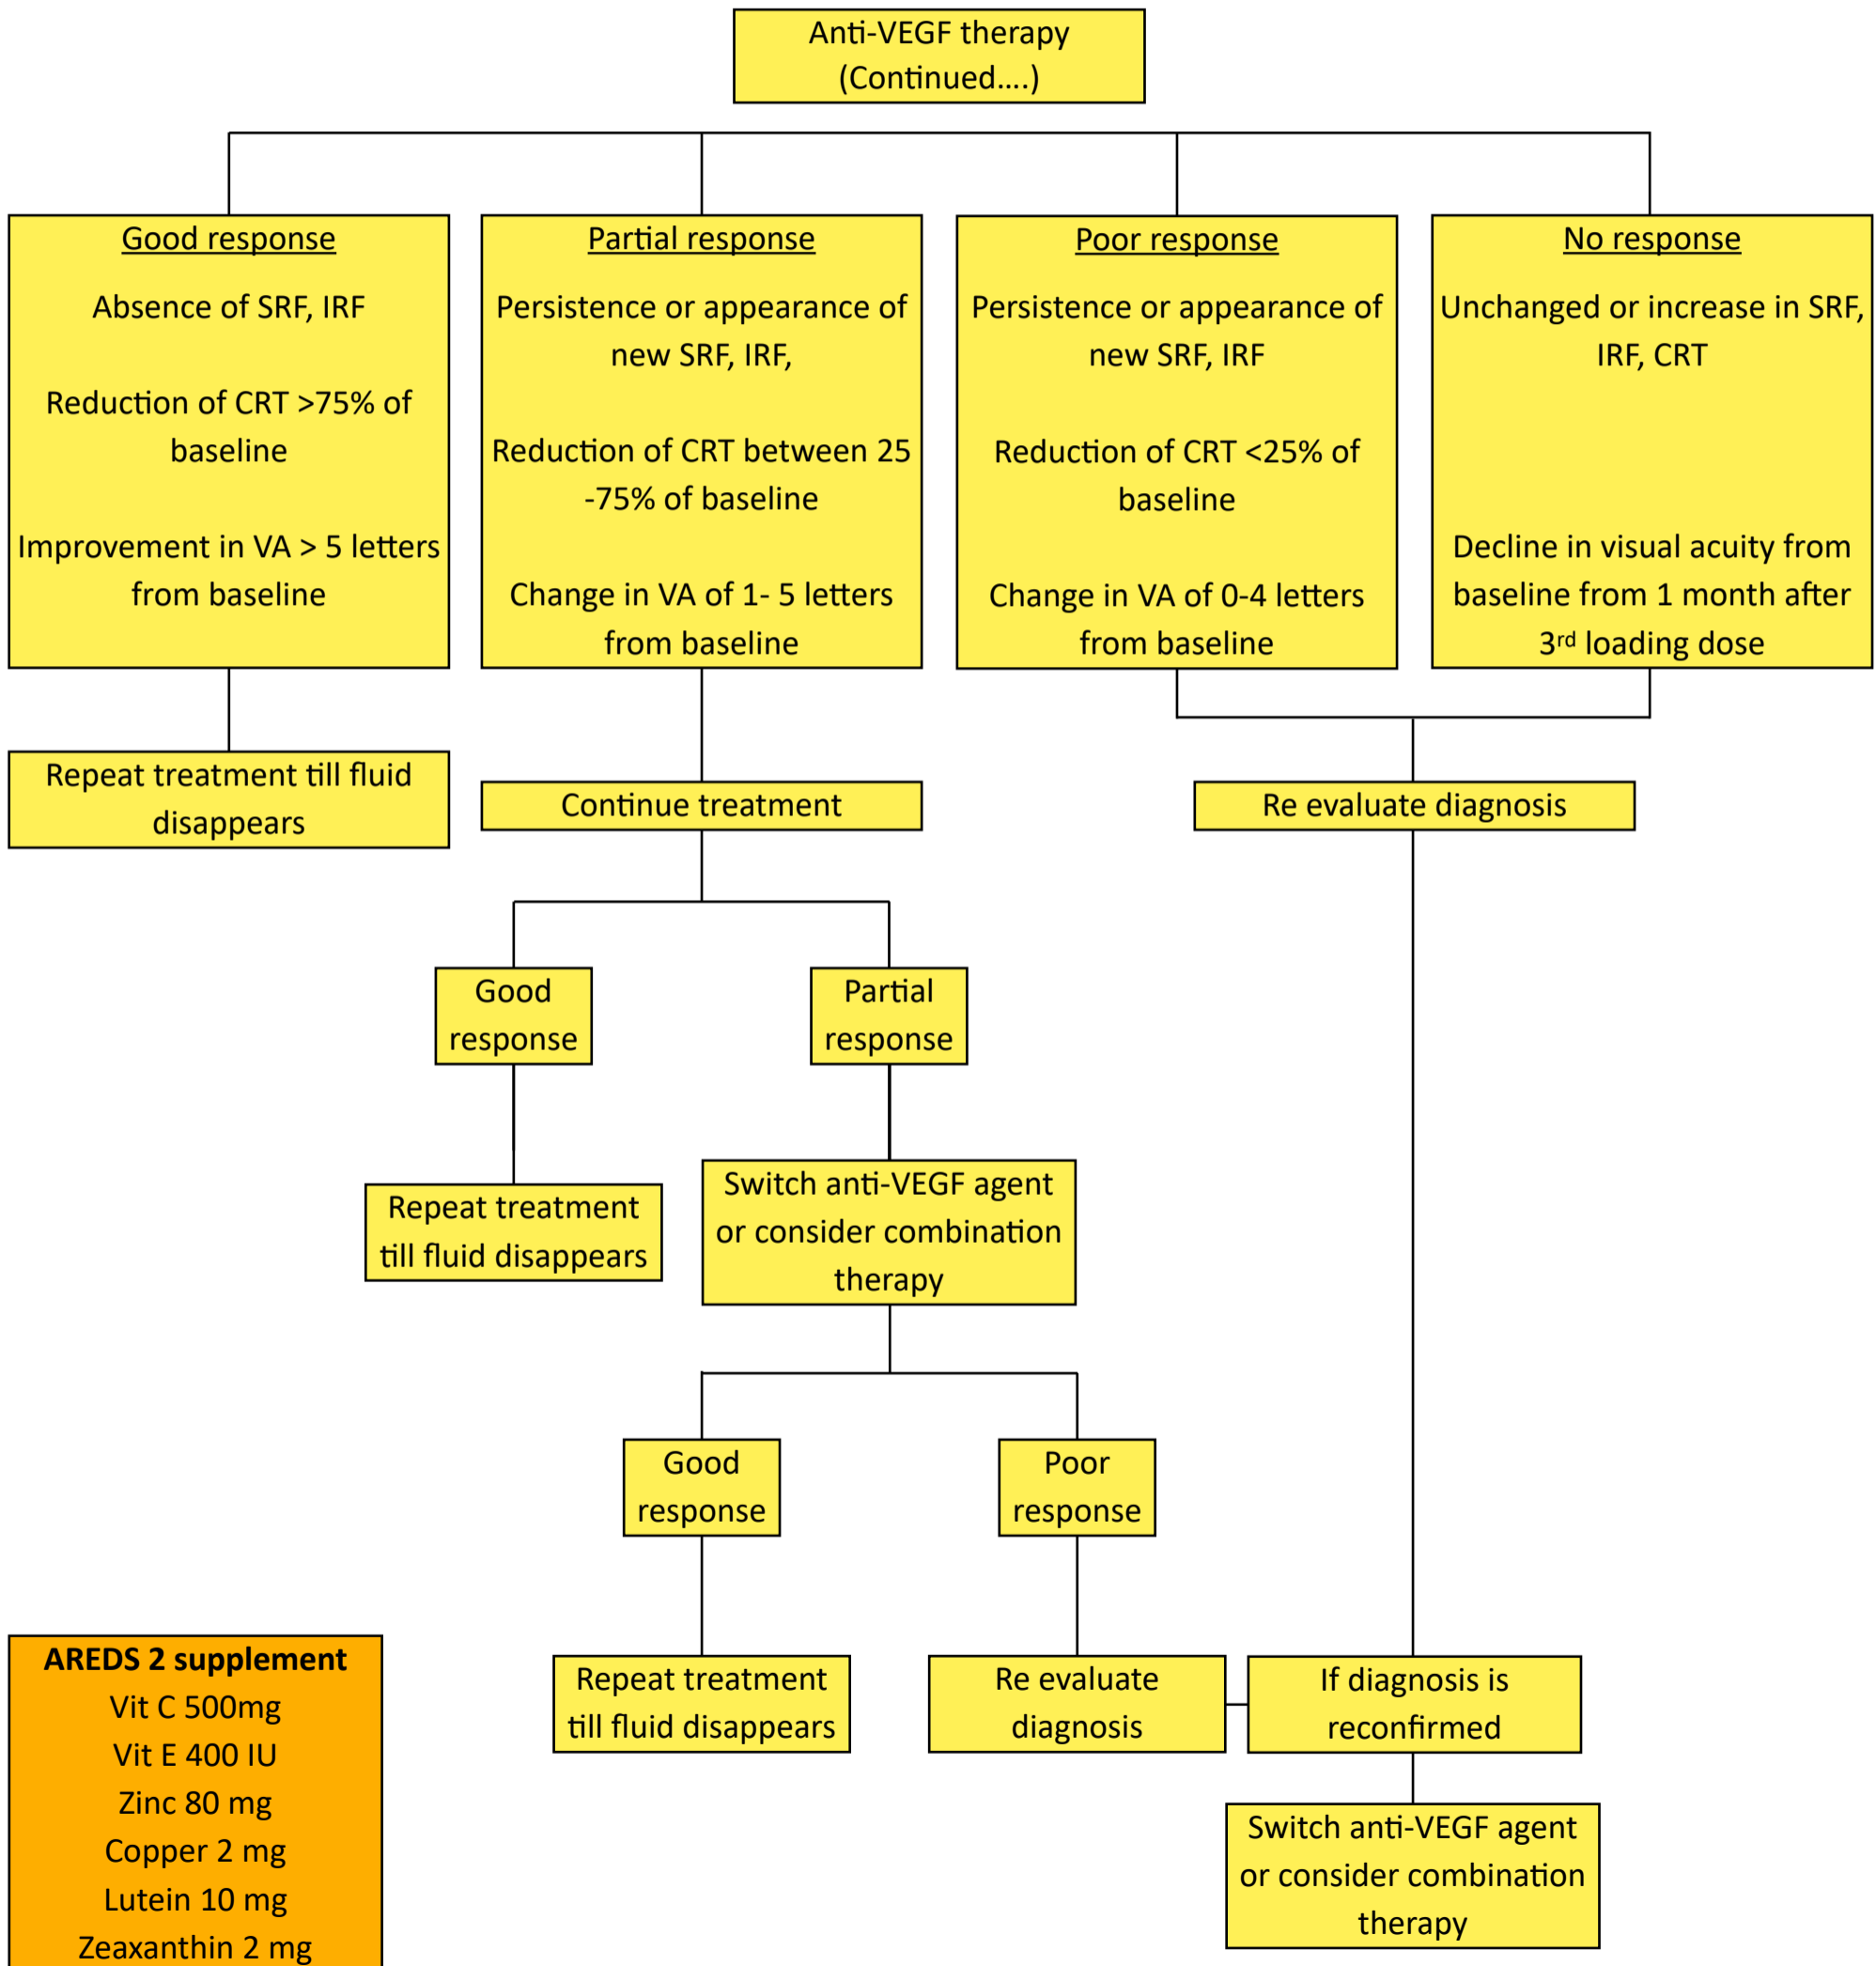 Anti-VEGF therapy
(Continued....)
Good response
Absence of SRF, IRF
Reduction of CRT >75% of
baseline
Improvement in VA > 5 letters
from baseline
Partial response
Persistence or appearance of
new SRF, IRF,
Reduction of CRT between 25
-75% of baseline
Change in VA of 1- 5 letters
from baseline
Poor response
Persistence or appearance of
new SRF, IRF
Reduction of CRT <25% of
baseline
Change in VA of 0-4 letters
from baseline
No response
Unchanged or increase in SRF,
IRF, CRT
Decline in visual acuity from
baseline from 1 month after
3rd loading dose
Repeat treatment till fluid
disappears
Continue treatment
Re evaluate diagnosis
Good
response
Partial
response
Repeat treatment
till fluid disappears
Switch anti-VEGF agent
or consider combination
therapy
Good
response
Poor
response
Repeat treatment
till fluid disappears
Re evaluate
diagnosis
If diagnosis is
reconfirmed
Switch anti-VEGF agent
or consider combination
therapy
AREDS 2 supplement
Vit C 500mg
Vit E 400 IU
Zinc 80 mg
Copper 2 mg
Lutein 10 mg
Zeaxanthin 2 mg